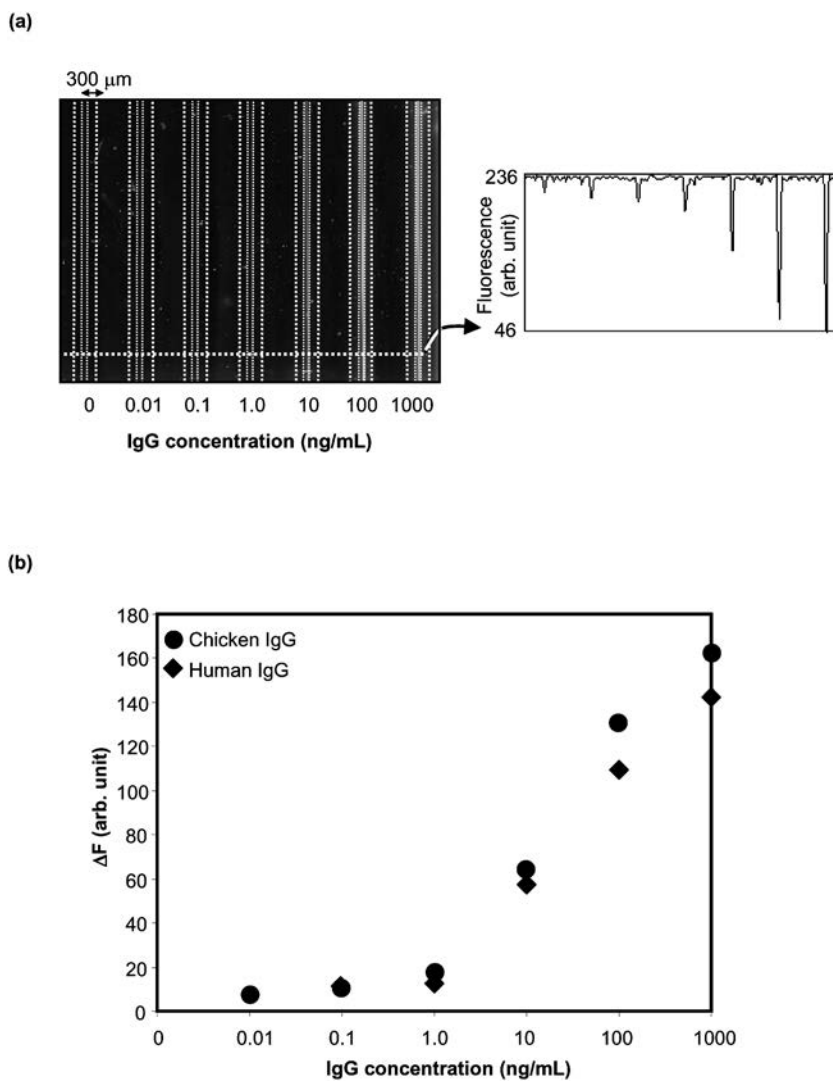 (a)
300 μm
236
Fluorescence
(arb. unit)
46
0 0.01 0.1 1.0 10 100 1000
IgG concentration (ng/mL)
(b)
180
Chicken IgG
160
Human IgG
140
120
100
80
60
40
20
0
ΔF (arb. unit)
0 0.01 0.1 1.0 10 100 1000
IgG concentration (ng/mL)